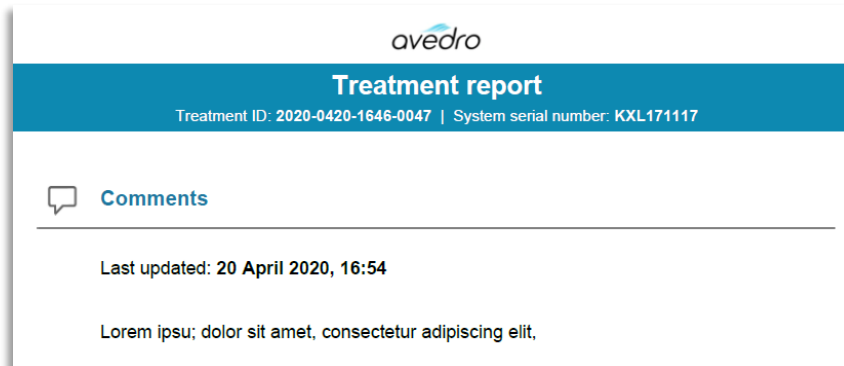 avedro
Treatment report
Treatment ID: 2020-0420-1646-0047 | System serial number: KXL171117
Comments
Last updated: 20 April 2020, 16:54
Lorem ipsu; dolor sit amet, consectetur adipiscing elit,